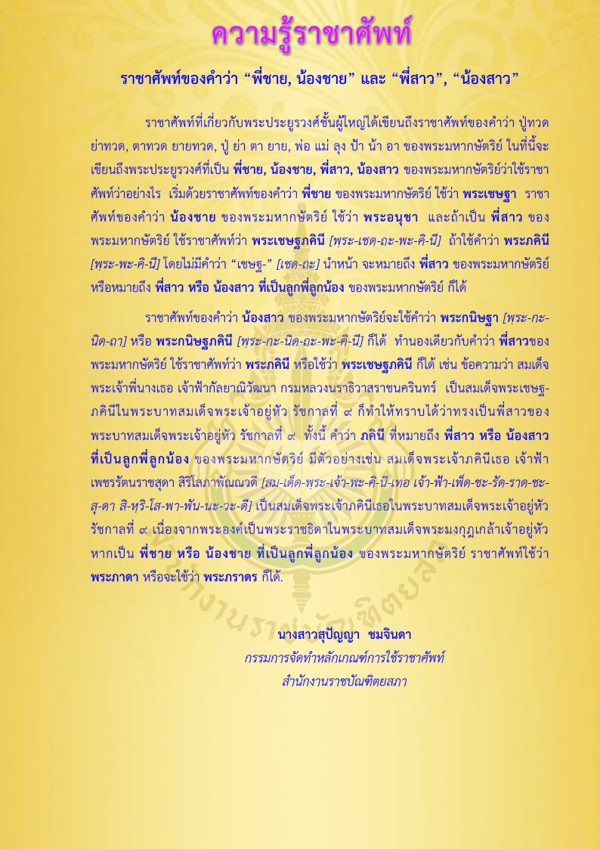 ความรู้ราชาศัพท์
ราชาศัพท์ของคำว่า “พี่ชาย, น้องชาย” และ “พี่สาว”, “น้องสาว”
ราชาศัพท์ที่เกี่ยวกับพระประยูรวงศ์ชั้นผู้ใหญ่ได้เขียนถึงราชาศัพท์ของคำว่า ปู่ทวด
ย่าทวด, ตาทวด ยายทวด, ปู่ ย่า ตา ยาย, พ่อ แม่ ลุง ป้า น้า อา ของพระมหากษัตริย์ ในที่นี้จะ
เขียนถึงพระประยูรวงศ์ที่เป็น พี่ชาย, น้องชาย, พี่สาว, น้องสาว ของพระมหากษัตริย์ว่าใช้ราชา
ศัพท์ว่าอย่างไร เริ่มด้วยราชาศัพท์ของคำว่า พี่ชาย ของพระมหากษัตริย์ ใช้ว่า พระเชษฐา ราชา
ศัพท์ของคำว่า น้องชาย ของพระมหากษัตริย์ ใช้ว่า พระอนุชา และถ้าเป็น พี่สาว ของ
พระมหากษัตริย์ ใช้ราชาศัพท์ว่า พระเชษฐภคินี [พฺระ-เชด-ถะ-พะ-คิ-นี] ถ้าใช้คำว่า พระภคินี
[พฺระ-พะ-คิ-นี] โดยไม่มีคำว่า “เชษฐ-” [เชด-ถะ] นำหน้า จะหมายถึง พี่สาว ของพระมหากษัตริย์
หรือหมายถึง พี่สาว หรือ น้องสาว ที่เป็นลูกพี่ลูกน้อง ของพระมหากษัตริย์ ก็ได้
ราชาศัพท์ของคำว่า น้องสาว ของพระมหากษัตริย์จะใช้คำว่า พระกนิษฐา [พฺระ-กะ-
นิด-ถา] หรือ พระกนิษฐภคินี [พฺระ-กะ-นิด-ถะ-พะ-คิ-นี] ก็ได้ ทำนองเดียวกับคำว่า พี่สาวของ
พระมหากษัตริย์ ใช้ราชาศัพท์ว่า พระภคินี หรือใช้ว่า พระเชษฐภคินี ก็ได้ เช่น ข้อความว่า สมเด็จ
พระเจ้าพี่นางเธอ เจ้าฟ้ากัลยาณิวัฒนา กรมหลวงนราธิวาสราชนครินทร์ เป็นสมเด็จพระเชษฐ-
ภคินีในพระบาทสมเด็จพระเจ้าอยู่หัว รัชกาลที่ ๙ ก็ทำให้ทราบได้ว่าทรงเป็นพี่สาวของ
พระบาทสมเด็จพระเจ้าอยู่หัว รัชกาลที่ ๙ ทั้งนี้ คำว่า ภคินี ที่หมายถึง พี่สาว หรือ น้องสาว
ที่เป็นลูกพี่ลูกน้อง ของพระมหากษัตริย์ มีตัวอย่างเช่น สมเด็จพระเจ้าภคินีเธอ เจ้าฟ้า
เพชรรัตนราชสุดา สิริโสภาพัณณวดี [สม-เด็ด-พฺระ-เจ้า-พะ-คิ-นี-เทอ เจ้า-ฟ้า-เพ็ด-ชะ-รัด-ราด-ชะ-
สุ-ดา สิ-หฺริ-โส-พา-พัน-นะ-วะ-ดี] เป็นสมเด็จพระเจ้าภคินีเธอในพระบาทสมเด็จพระเจ้าอยู่หัว
รัชกาลที่ ๙ เนื่องจากพระองค์เป็นพระราชธิดาในพระบาทสมเด็จพระมงกุฎเกล้าเจ้าอยู่หัว
หากเป็น พี่ชาย หรือ น้องชาย ที่เป็นลูกพี่ลูกน้อง ของพระมหากษัตริย์ ราชาศัพท์ใช้ว่า
พระภาดา หรือจะใช้ว่า พระภราดร ก็ได้.
นางสาวสุปัญญา ชมจินดา
กรรมการจัดทำหลักเกณฑ์การใช้ราชาศัพท์
สำนักงานราชบัณฑิตยสภา
สำนักงานราชบัณฑิตยสภา